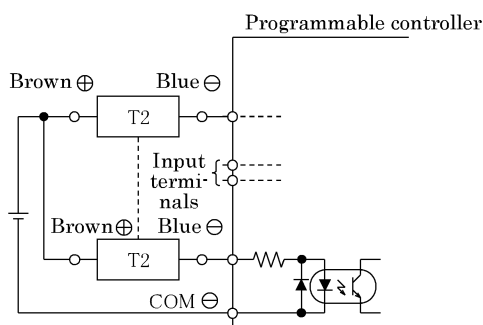 Programmable controller
Brown ⊕ Blue ⊖
T2
Input
termi-
nals
Brown ⊕ Blue ⊖
T2
COM ⊖